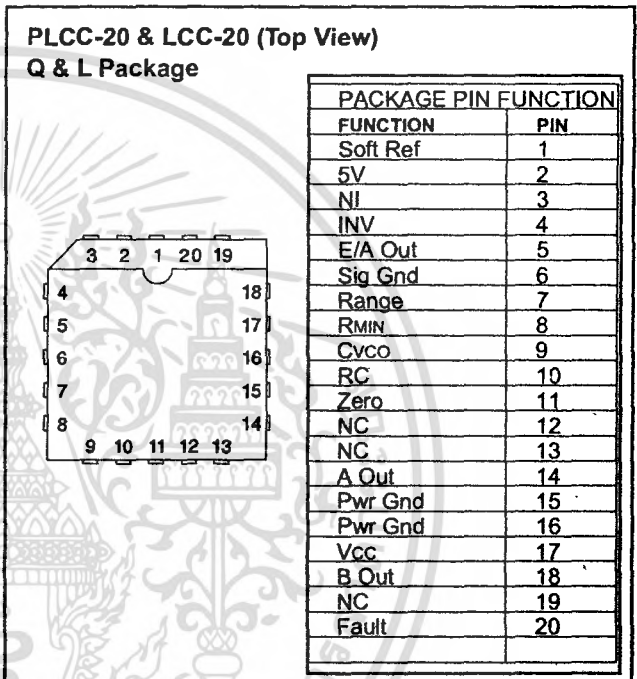 PLCC-20 & LCC-20 (Top View)
Q & L Package
3 2 1 20 19
4 18
5 17
6 16
7 15
8 14
9 10 11 12 13
PACKAGE PIN FUNCTION
FUNCTION PIN
Soft Ref 1
5V 2
NI 3
INV 4
E/A Out 5
Sig Gnd 6
Range 7
RMIN 8
CVCO 9
RC 10
Zero 11
NC 12
NC 13
A Out 14
Pwr Gnd 15
Pwr Gnd 16
Vcc 17
B Out 18
NC 19
Fault 20